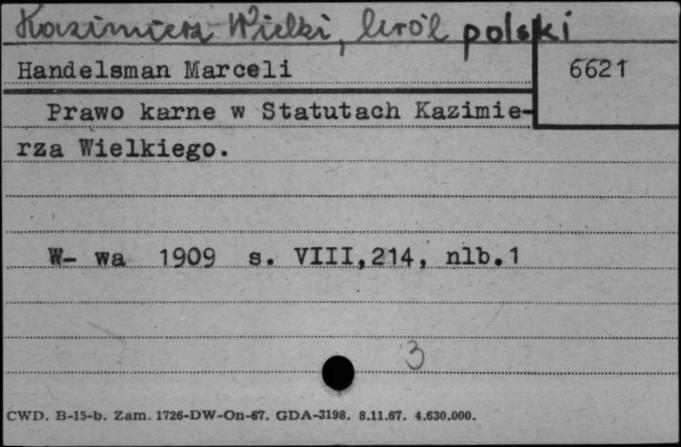 Kazimierz Wielki, król polski
Handelsman Marceli
6621
Prawo karne w Statutach Kazimie-
rza Wielkiego.
W- wa 1909 s. VIII,214, nlb.1
3
CWD. B-15-b. Zam. 1726-DW-On-67. GDA-3198. 8.11.67. 4.630.000.